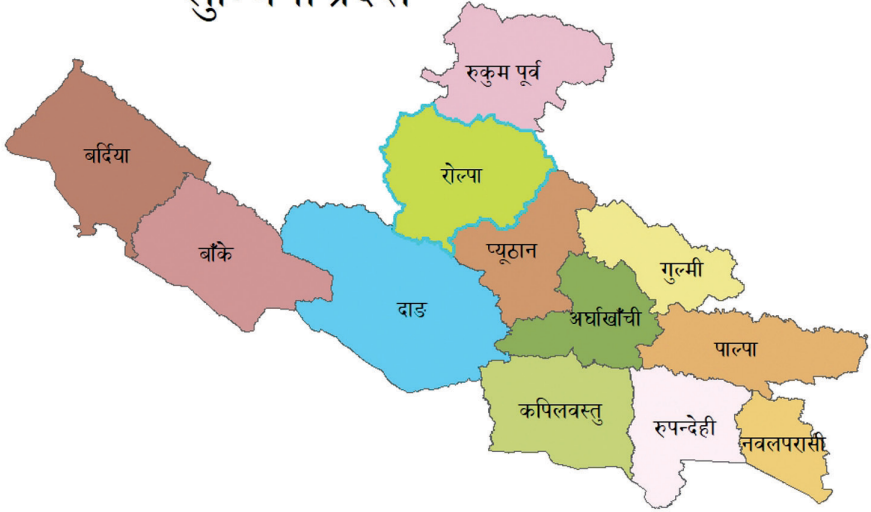 रुकुम पूर्व
बर्दिया
रोल्पा
बाँके
प्यूठान
गुल्मी
दाङ
अर्घाखाँची
पाल्पा
कपिलवस्तु
रुपन्देही
नवलपरासी